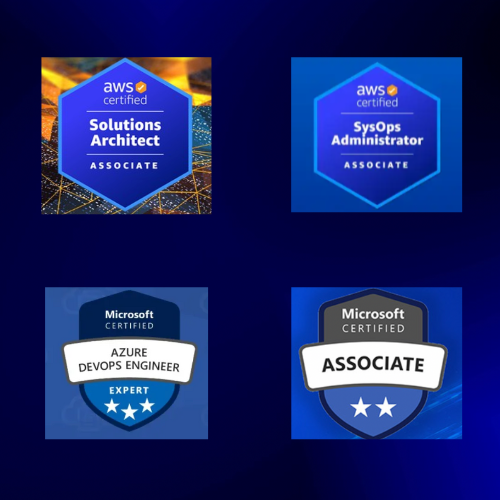 aws
certified
Solutions
Architect
ASSOCIATE
aws
certified
SysOps
Administrator
ASSOCIATE
Microsoft
CERTIFIED
AZURE
DEVOPS ENGINEER
EXPERT
Microsoft
CERTIFIED
ASSOCIATE